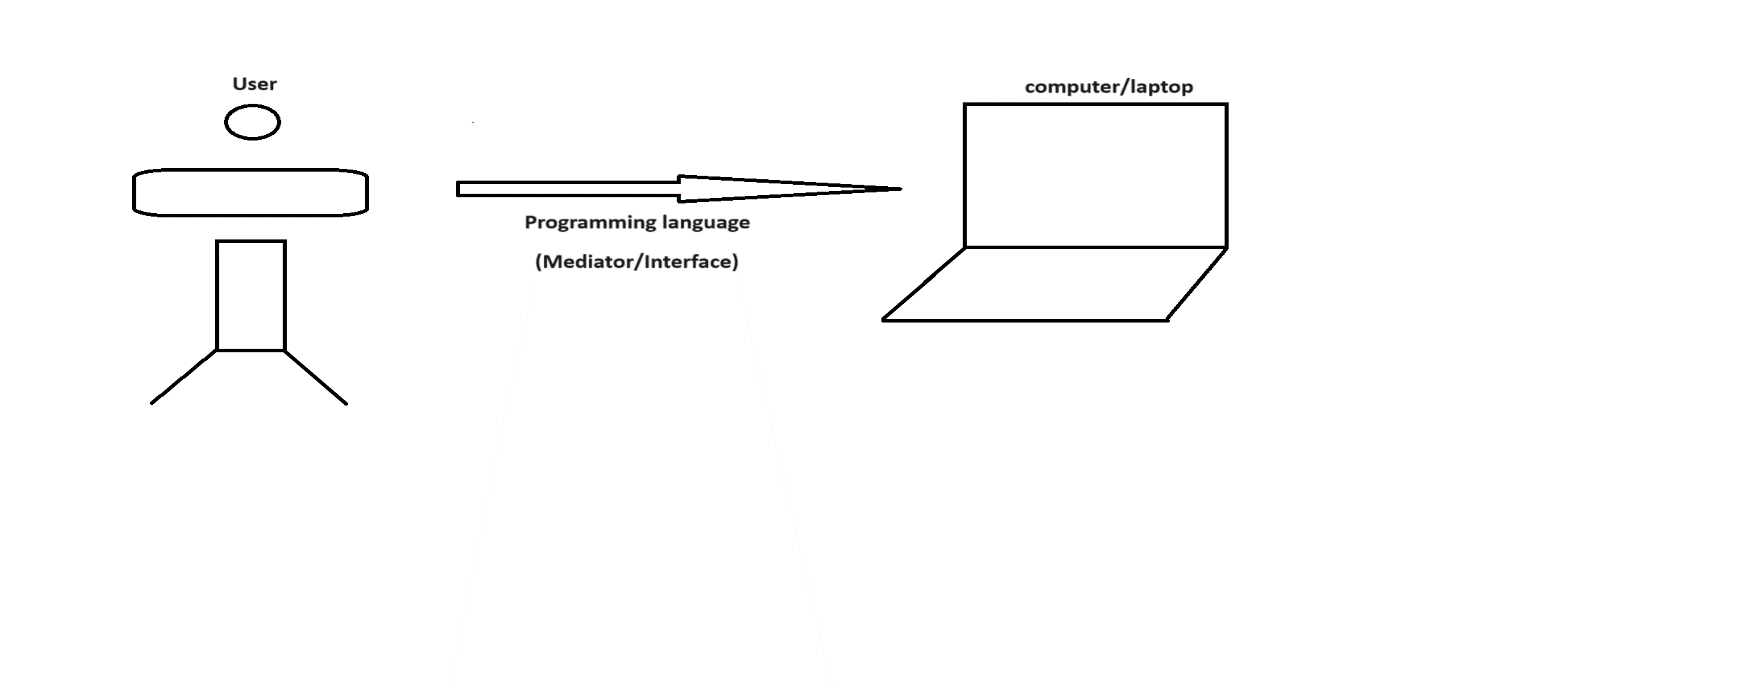 User
computer/laptop
Programming language
(Mediator/Interface)